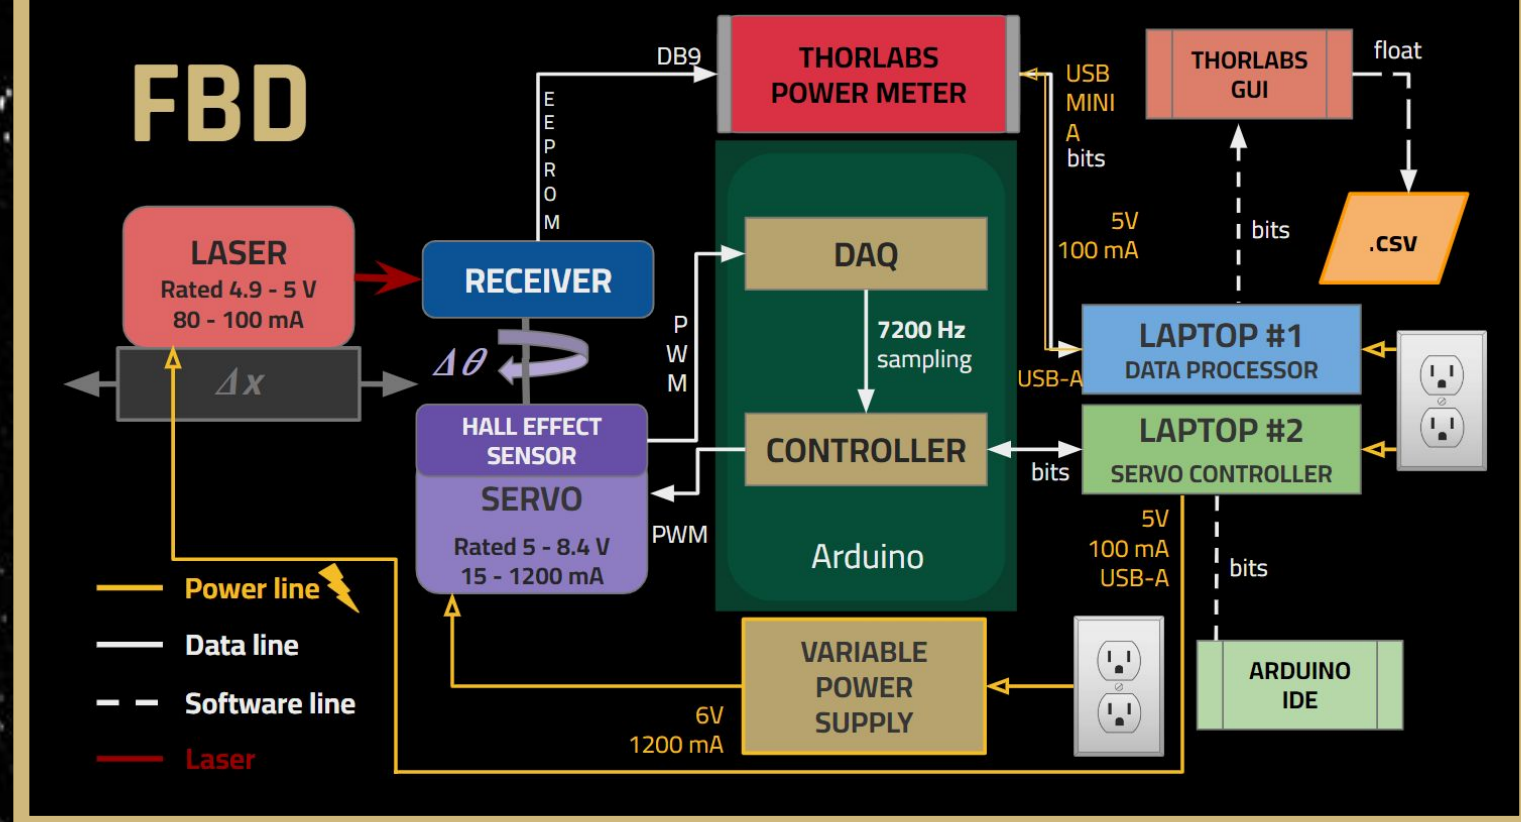 FBD
DB9
THORLABS
POWER METER
USB
MINI
A
bits
THORLABS
GUI
float
.CSV
bits
E
E
P
R
O
M
LASER
Rated 4.9 - 5 V
80 - 100 mA
RECEIVER
DAQ
5V
100 mA
Δx
Δθ
P
W
M
7200 Hz
sampling
USB-A
LAPTOP #1
DATA PROCESSOR
HALL EFFECT
SENSOR
SERVO
Rated 5 - 8.4 V
15 - 1200 mA
CONTROLLER
bits
LAPTOP #2
SERVO CONTROLLER
PWM
Arduino
5V
100 mA
USB-A
bits
Power line
Data line
Software line
Laser
6V
1200 mA
VARIABLE
POWER
SUPPLY
ARDUINO
IDE